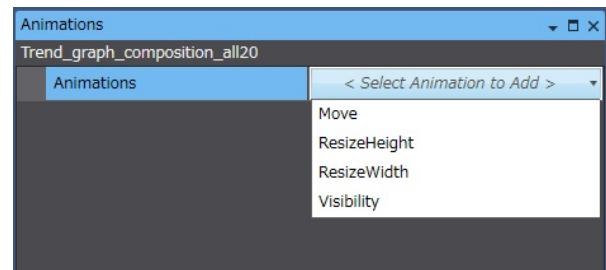 Animations
Trend_graph_composition_all20
Animations
< Select Animation to Add >
Move
ResizeHeight
ResizeWidth
Visibility